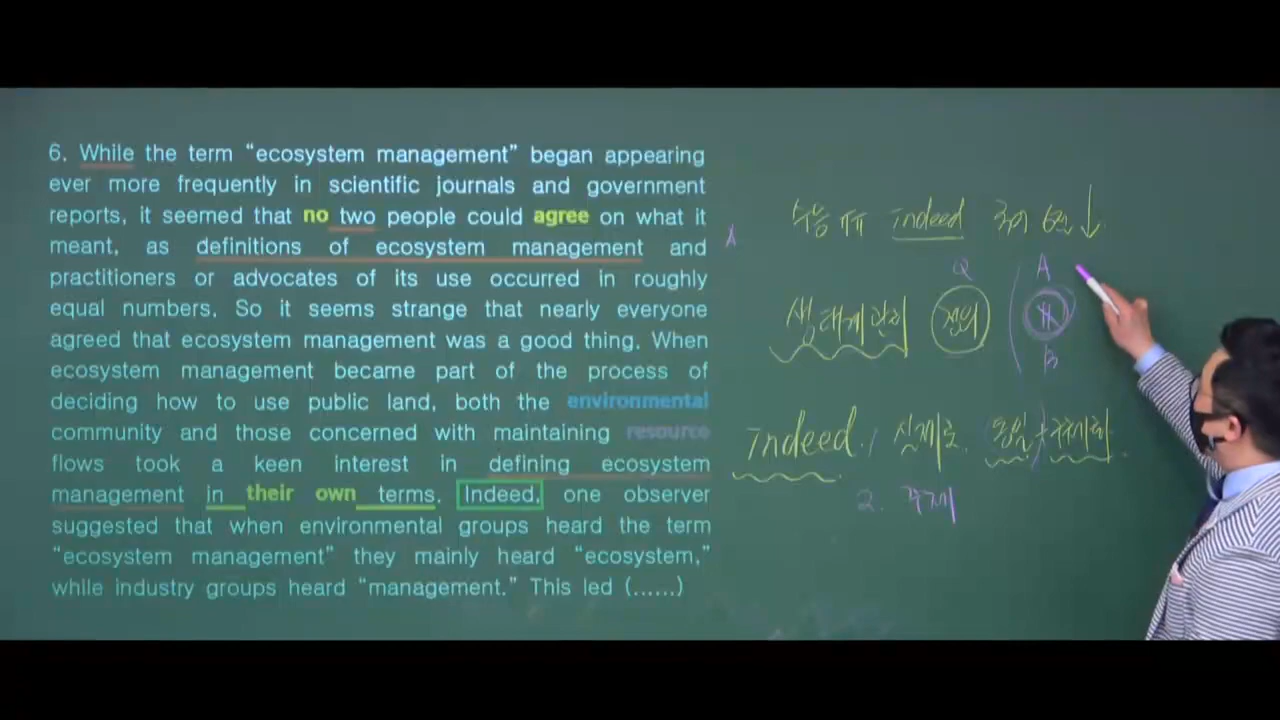 6. While the term “ecosystem management” began appearing
ever more frequently in scientific journals and government
reports, it seemed that no two people could agree on what it
meant, as definitions of ecosystem management and
practitioners or advocates of its use occurred in roughly
equal numbers. So it seems strange that nearly everyone
agreed that ecosystem management was a good thing. When
ecosystem management became part of the process of
deciding how to use public land, both the environmental
community and those concerned with maintaining resource
flows took a keen interest in defining ecosystem
management in their own terms. Indeed, one observer
suggested that when environmental groups heard the term
“ecosystem management” they mainly heard “ecosystem,”
while industry groups heard “management.” This led (......)
A
수능 indeed
Q A
생태계 관리 정의
B
indeed. 1 실제로. 동일
2.